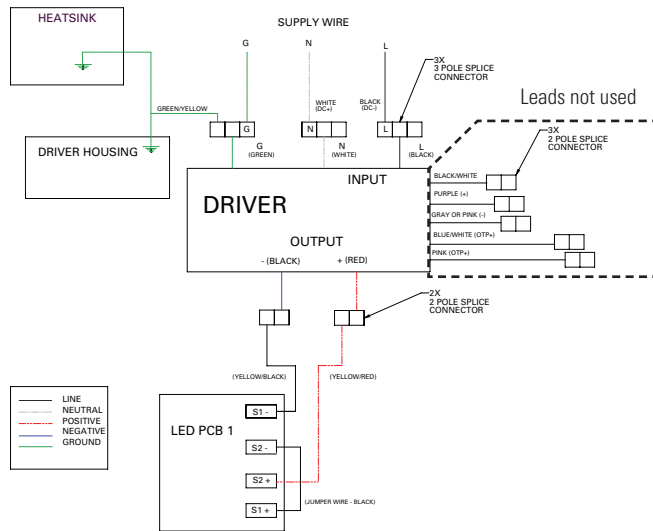 HEATSINK
SUPPLY WIRE
G
N
L
3X
3 POLE SPLICE
CONNECTOR
GREEN/YELLOW
WHITE
(DC+)
BLACK
(DC-)
Leads not used
G
N
L
DRIVER HOUSING
G
(GREEN)
N
(WHITE)
L
(BLACK)
3X
2 POLE SPLICE
CONNECTOR
INPUT
DRIVER
OUTPUT
- (BLACK)
+ (RED)
BLACK/WHITE
PURPLE (+)
GRAY OR PINK (-)
BLUE/WHITE (OTP+)
PINK (OTP+)
2X
2 POLE SPLICE
CONNECTOR
(YELLOW/BLACK)
(YELLOW/RED)
LINE
NEUTRAL
POSITIVE
NEGATIVE
GROUND
LED PCB 1
S1 -
S2 -
S2 +
S1 +
(JUMPER WIRE - BLACK)